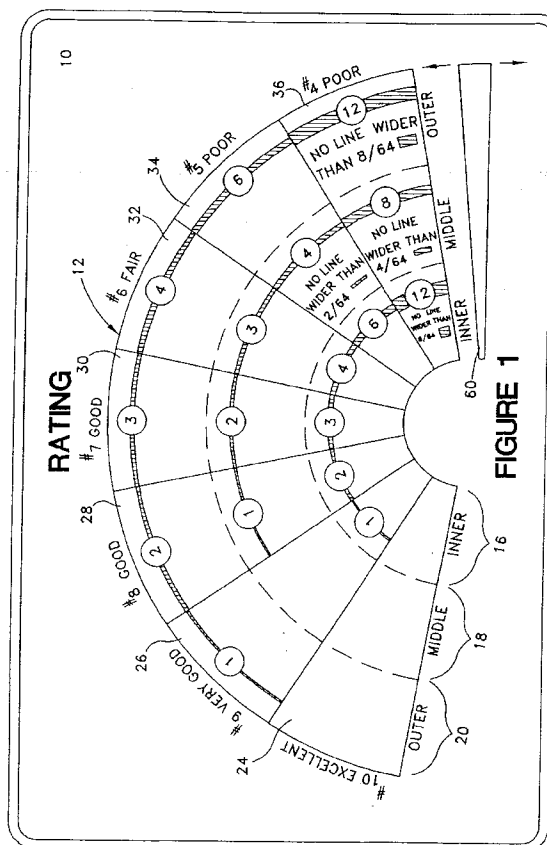 10
RATING
12
#10 EXCELLENT
#9 VERY GOOD
#8 GOOD
#7 GOOD
#6 FAIR
#5 POOR
#4 POOR
24
26
28
30
32
34
36
1
2
3
4
6
12
1
2
3
4
8
1
2
3
4
6
12
NO LINE WIDER
THAN 8/64
NO LINE
WIDER THAN
2/64
NO LINE
WIDER THAN
4/64
NO LINE
WIDER THAN
OUTER
MIDDLE
INNER
INNER
MIDDLE
OUTER
16
18
20
60
FIGURE 1